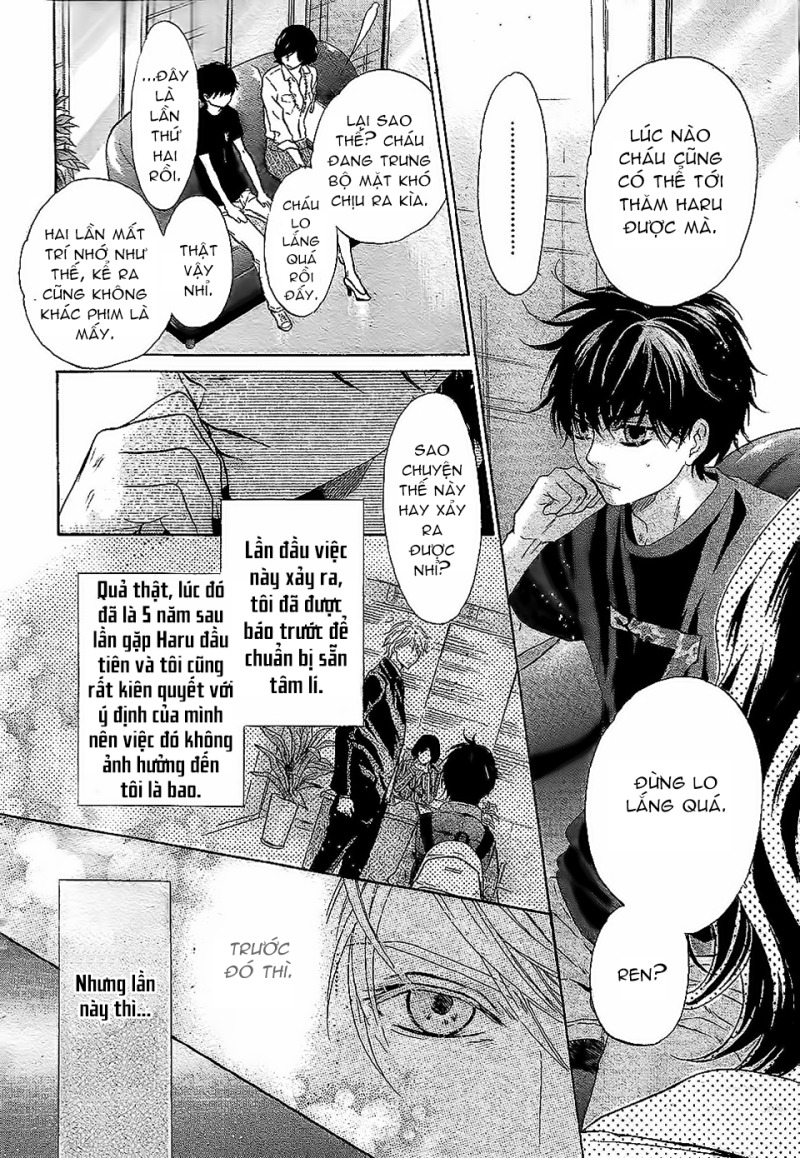 LÚC NÀO
CHÁU CŨNG
CÓ THỂ TỚI
THĂM HARU
ĐƯỢC MÀ.
..........
ĐỪNG LO
LẮNG QUÁ.
REN?
LẠI SAO
THẾ? CHÁU
ĐANG TRƯNG
BỘ MẶT KHÓ
CHỊU RA KÌA.
CHÁU
LO
LẮNG
QUÁ
RỒI
ĐẤY.
...ĐÂY
LÀ
LẦN
THỨ
HAI
RỒI.
THẬT
VẬY
NHỈ.
HAI LẦN MẤT
TRÍ NHỚ NHƯ
THẾ, KỂ RA
CŨNG KHÔNG
KHÁC PHIM LÀ
MẤY.
SAO
CHUYỆN
THẾ NÀY
HAY XẢY
RA
ĐƯỢC
NHỈ?
Lần đầu việc
này xảy ra,
tôi đã được
báo trước để
chuẩn bị sẵn
tâm lí.
Quả thật, lúc đó
đã là 5 năm sau
lần gặp Haru đầu
tiên và tôi cũng
rất kiên quyết với
ý định của mình
nên việc đó không
ảnh hưởng đến
tôi là bao.
TRƯỚC
ĐÓ THÌ.
Nhưng lần
này thì...